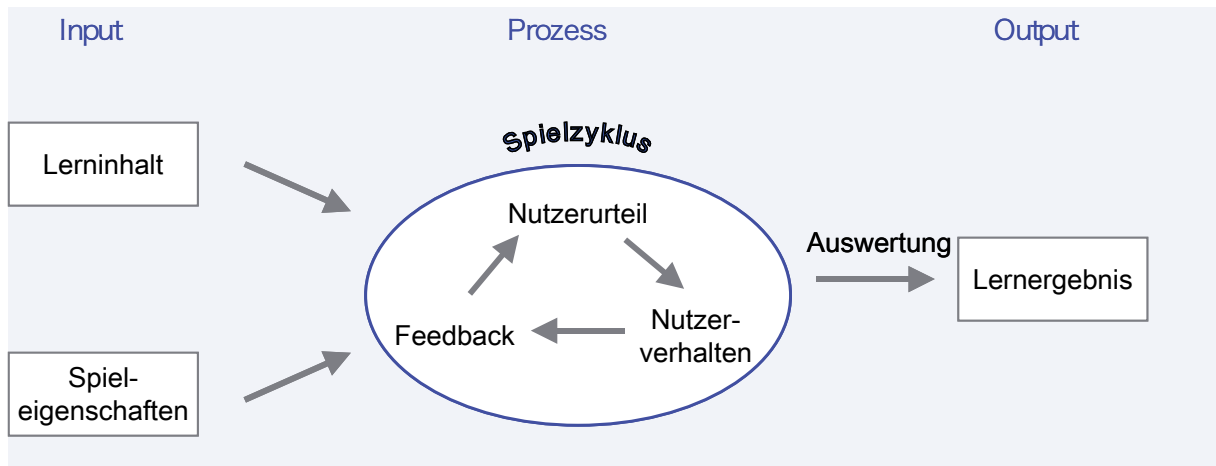 Input
Prozess
Output
Lerninhalt
Spiel-
eigenschaften
Spielzyklus
Nutzerurteil
Nutzer-
verhalten
Feedback
Auswertung
Lernergebnis